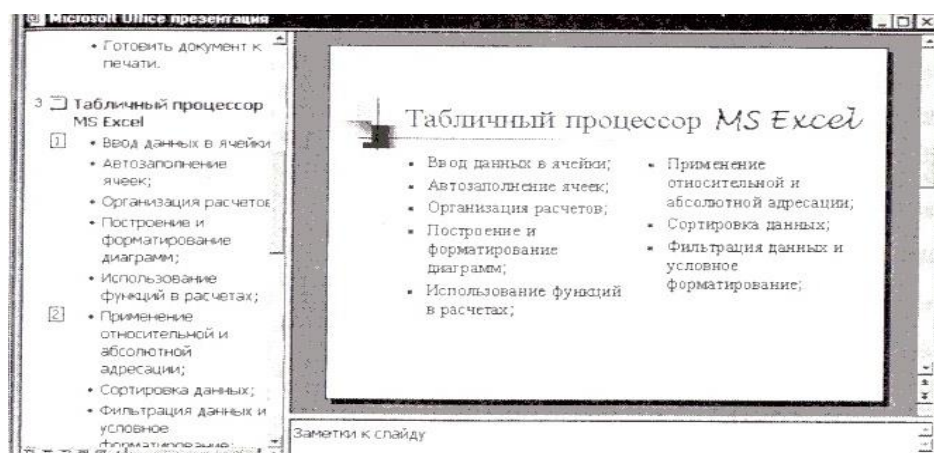 Microsoft Office презентация
• Готовить документ к
печати.
3 Табличный процессор
MS Excel
1 • Ввод данных в ячейки
• Автозаполнение
ячеек;
• Организация расчетов
• Построение и
форматирование
диаграмм;
• Использование
функций в расчетах;
2 • Применение
относительной и
абсолютной
адресации;
• Сортировка данных;
• Фильтрация данных и
условное
форматирование;
Табличный процессор MS Excel
▪ Ввод данных в ячейки;
▪ Автозаполнение ячеек;
▪ Организация расчетов;
▪ Построение и
форматирование
диаграмм;
▪ Использование функций
в расчетах;
▪ Применение
относительной и
абсолютной адресации;
▪ Сортировка данных;
▪ Фильтрация данных и
условное
форматирование;
Заметки к слайду